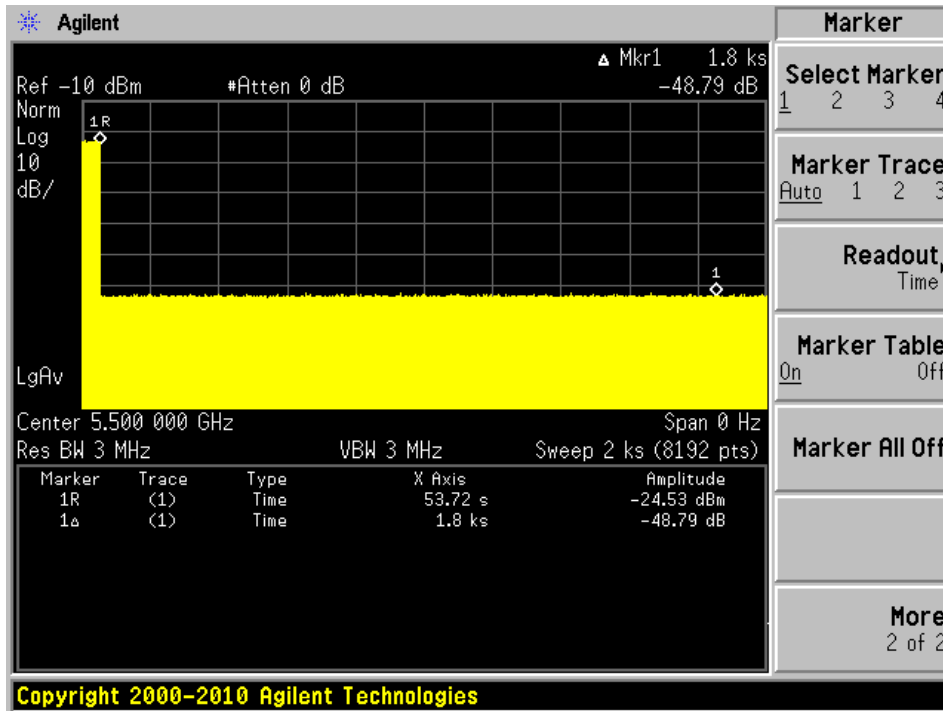 Agilent
Marker
Δ Mkr1 1.8 ks
Ref -10 dBm #Atten 0 dB -48.79 dB
Norm
Log
10
dB/
1R
1
LgAv
Center 5.500 000 GHz Span 0 Hz
Res BW 3 MHz VBW 3 MHz Sweep 2 ks (8192 pts)
Marker Trace Type X Axis Amplitude
1R (1) Time 53.72 s -24.53 dBm
1Δ (1) Time 1.8 ks -48.79 dB
Select Marker
1 2 3 4
Marker Trace
Auto 1 2 3
Readout
Time
Marker Table
On Off
Marker All Off
More
2 of 2
Copyright 2000-2010 Agilent Technologies